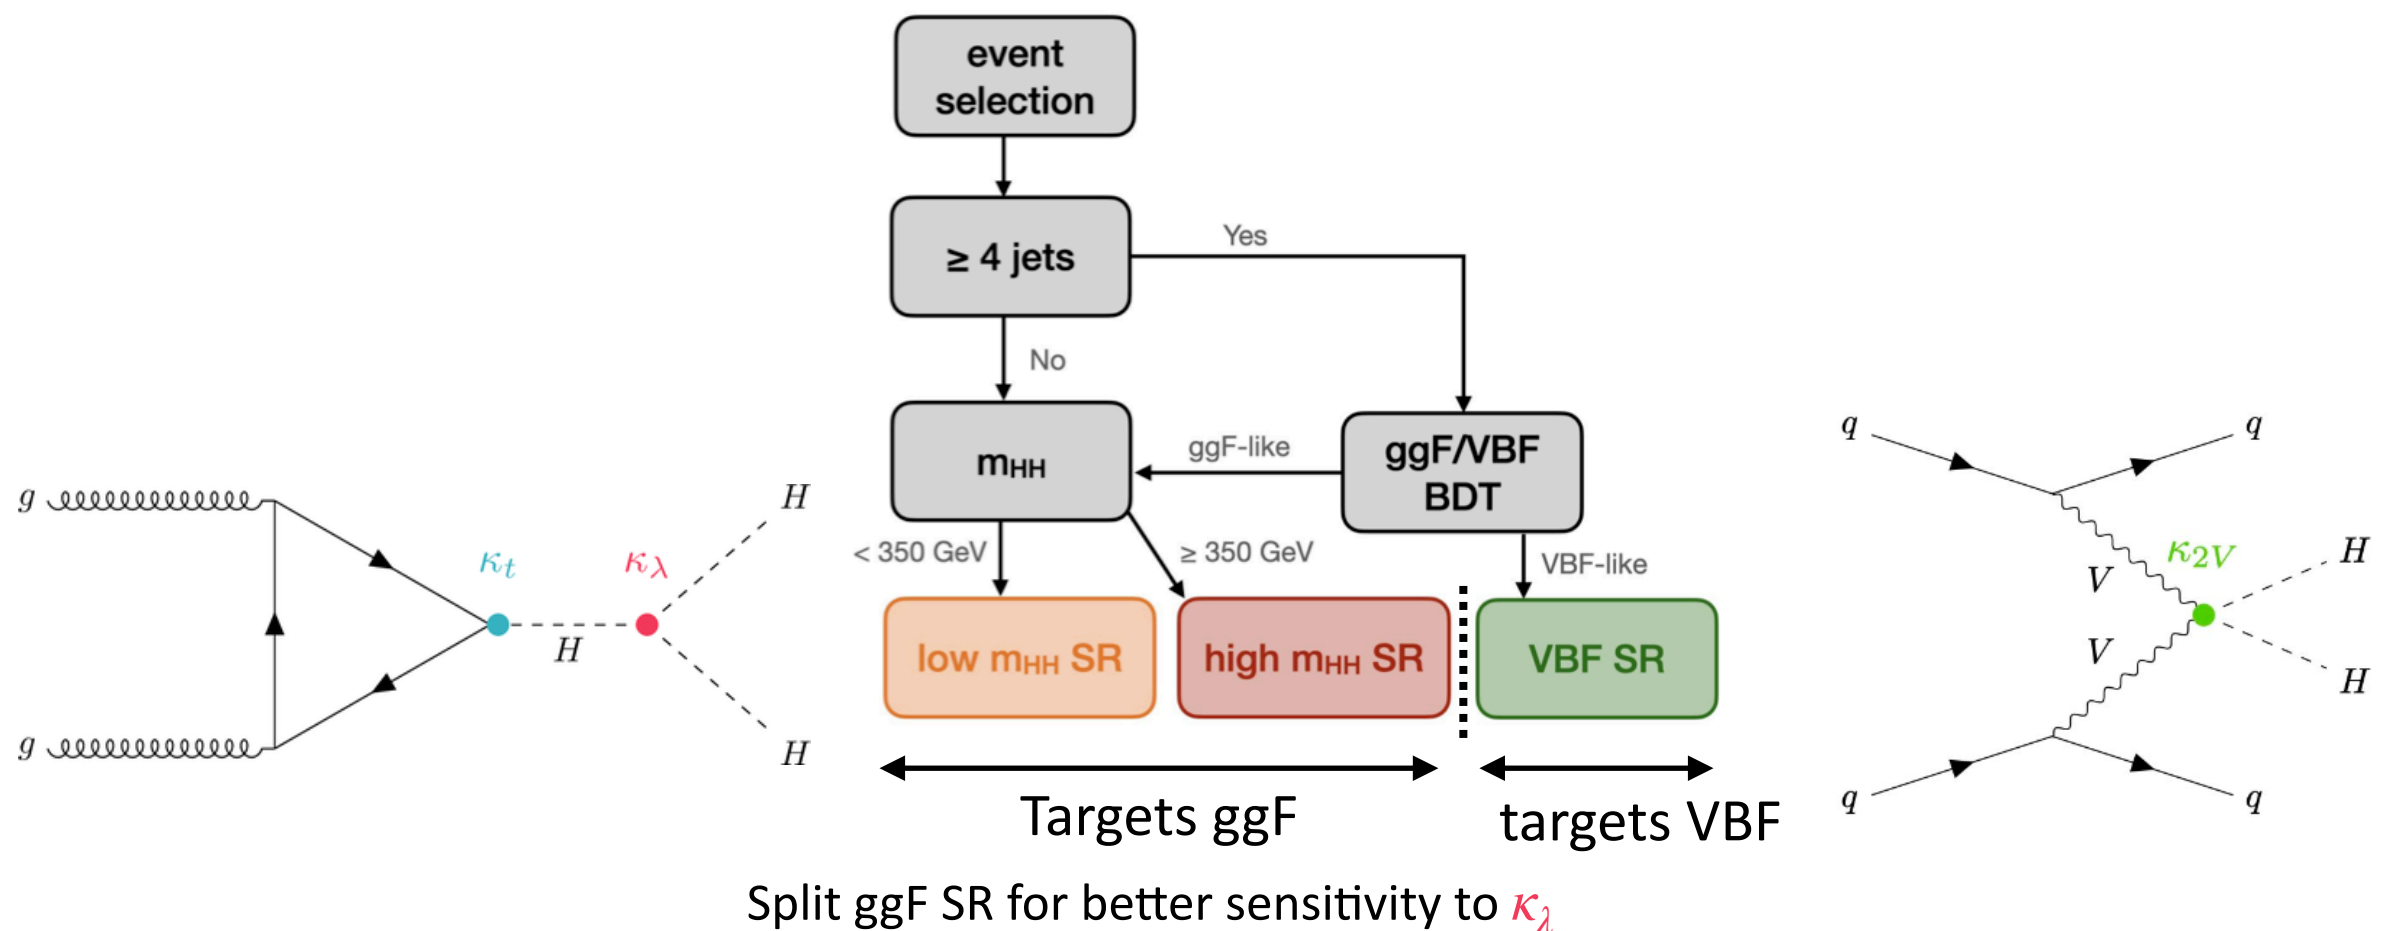 event
selection
≥ 4 jets
Yes
No
mHH
ggF-like
ggF/VBF
BDT
< 350 GeV
≥ 350 GeV
VBF-like
low mHH SR
high mHH SR
VBF SR
Targets ggF
targets VBF
Split ggF SR for better sensitivity to κλ
g
g
κt
H
κλ
H
H
q
q
V
κ2V
H
V
H
q
q